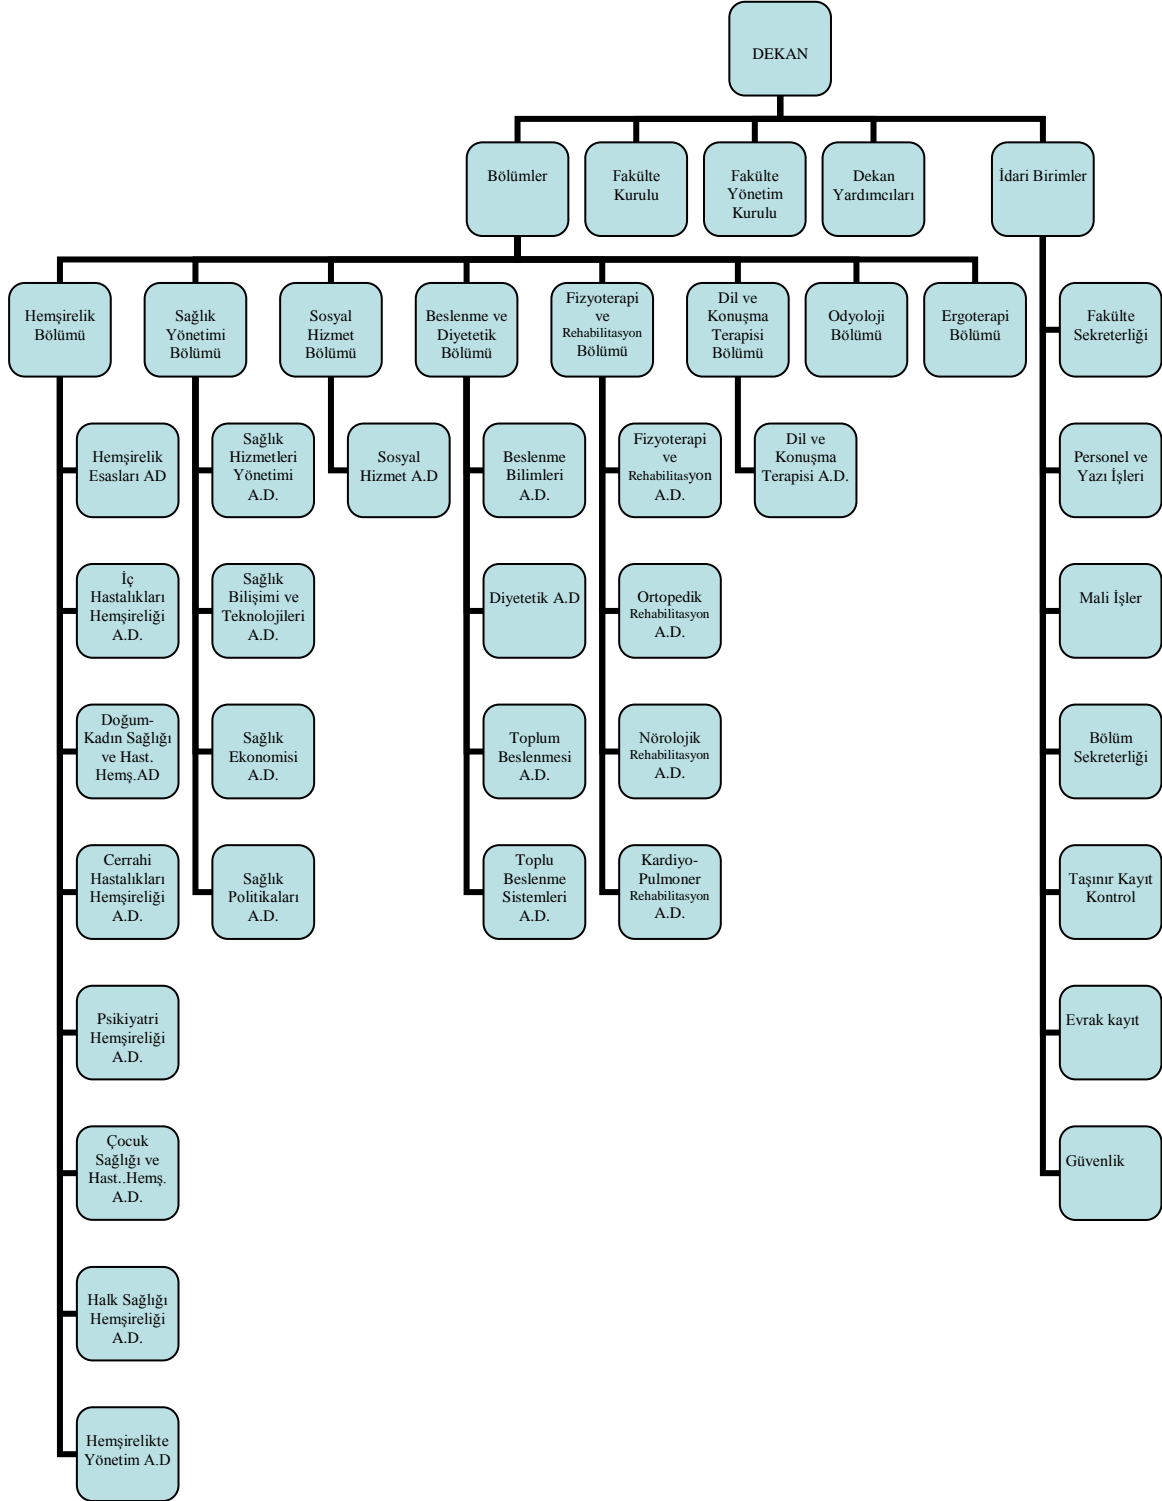 DEKAN
Bölümler
Fakülte
Kurulu
Fakülte
Yönetim
Kurulu
Dekan
Yardımcıları
İdari Birimler
Hemşirelik
Bölümü
Sağlık
Yönetimi
Bölümü
Sosyal
Hizmet
Bölümü
Beslenme ve
Diyetetik
Bölümü
Fizyoterapi
ve
Rehabilitasyon
Bölümü
Dil ve
Konuşma
Terapisi
Bölümü
Odyoloji
Bölümü
Ergoterapi
Bölümü
Fakülte
Sekreterliği
Hemşirelik
Esasları AD
Sağlık
Hizmetleri
Yönetimi
A.D.
Sosyal
Hizmet A.D
Beslenme
Bilimleri
A.D.
Fizyoterapi
ve
Rehabilitasyon
A.D.
Dil ve
Konuşma
Terapisi A.D.
Personel ve
Yazı İşleri
İç
Hastalıkları
Hemşireliği
A.D.
Sağlık
Bilişimi ve
Teknolojileri
A.D.
Diyetetik A.D
Ortopedik
Rehabilitasyon
A.D.
Mali İşler
Doğum-
Kadın Sağlığı
ve Hast.
Hemş.AD
Sağlık
Ekonomisi
A.D.
Toplum
Beslenmesi
A.D.
Nörolojik
Rehabilitasyon
A.D.
Bölüm
Sekreterliği
Cerrahi
Hastalıkları
Hemşireliği
A.D.
Sağlık
Politikaları
A.D.
Toplu
Beslenme
Sistemleri
A.D.
Kardiyo-
Pulmoner
Rehabilitasyon
A.D.
Taşınır Kayıt
Kontrol
Psikiyatri
Hemşireliği
A.D.
Evrak kayıt
Çocuk
Sağlığı ve
Hast..Hemş.
A.D.
Güvenlik
Halk Sağlığı
Hemşireliği
A.D.
Hemşirelikte
Yönetim A.D